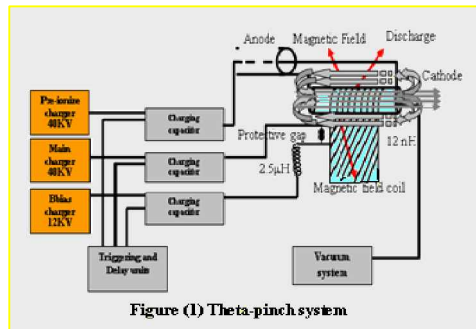 Anode
Magnetic Field
Discharge
Cathode
Pre-ionize
charger
40KV
Charging
capacitor
Main
charger
40KV
Charging
capacitor
Protective gap
12 nH
2.5μH
Magnetic field coil
Bbias
charger
12KV
Charging
capacitor
Triggering and
Delay units
Vacuum
system
Figure (1) Theta-pinch system